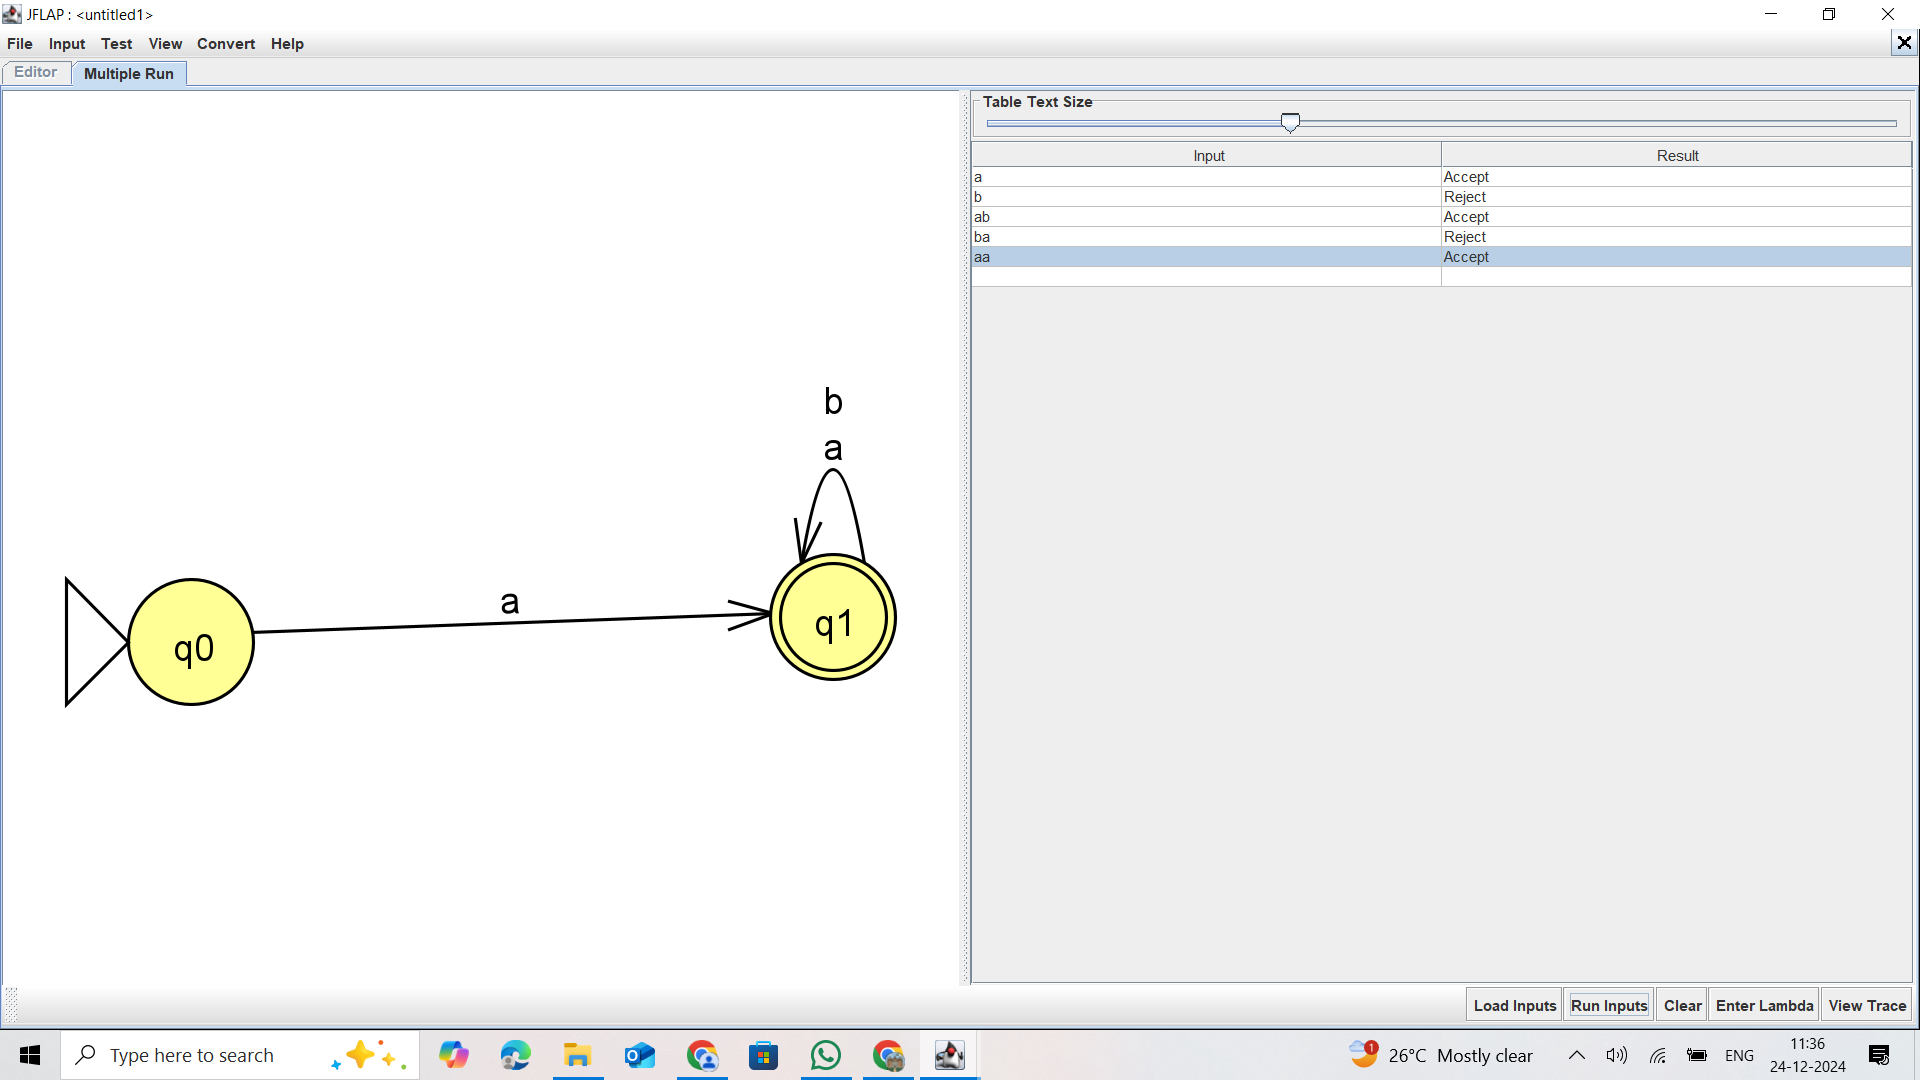 JFLAP : <untitled1>
File Input Test View Convert Help
Editor Multiple Run
Table Text Size
Input Result
a Accept
b Reject
ab Accept
ba Reject
aa Accept
b
a
a
q0
q1
Load Inputs Run Inputs Clear Enter Lambda View Trace
Type here to search
1
26°C Mostly clear
ENG
11:36
24-12-2024